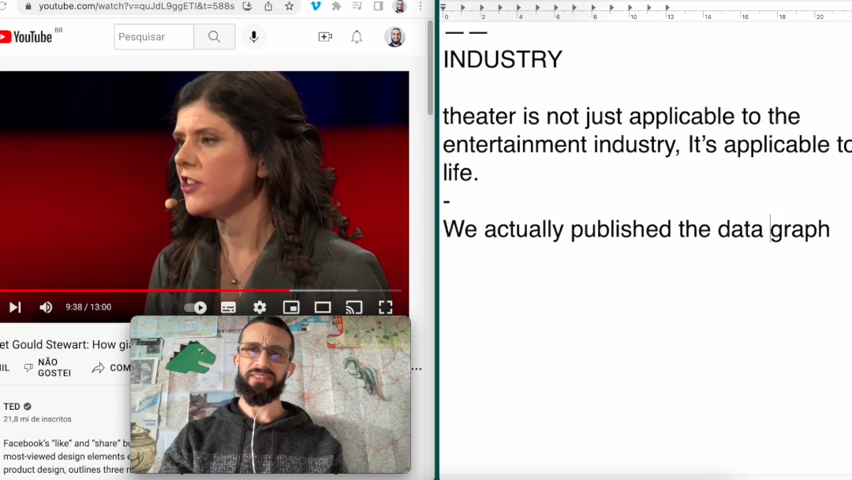 youtube.com/watch?v=quJdL9ggETI&t=588s
YouTube BR
Pesquisar
9:38 / 13:00
et Gould Stewart: How gi
NÃO GOSTEI
COM
TED
21,8 mi de inscritos
Facebook's "like" and "share" bu
most-viewed design elements
product design, outlines three r
0 2 4 6 8 10 12 14 16 18 20
INDUSTRY
theater is not just applicable to the
entertainment industry, It's applicable to
life.
-
We actually published the data graph